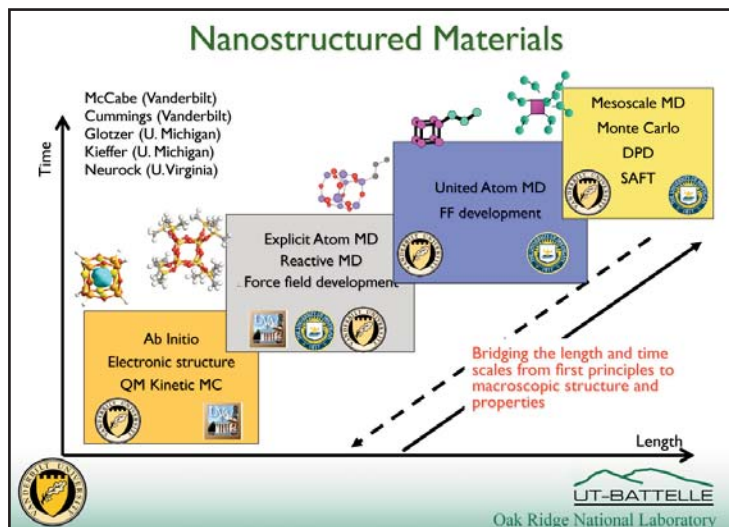 Nanostructured Materials
McCabe (Vanderbilt)
Cummings (Vanderbilt)
Glotzer (U. Michigan)
Kieffer (U. Michigan)
Neurock (U.Virginia)
Time
Mesoscale MD
Monte Carlo
DPD
SAFT
United Atom MD
FF development
Explicit Atom MD
Reactive MD
Force field development
Ab Initio
Electronic structure
QM Kinetic MC
Bridging the length and time
scales from first principles to
macroscopic structure and
properties
Length
VANDERBILT UNIVERSITY
UT-BATTELLE
Oak Ridge National Laboratory